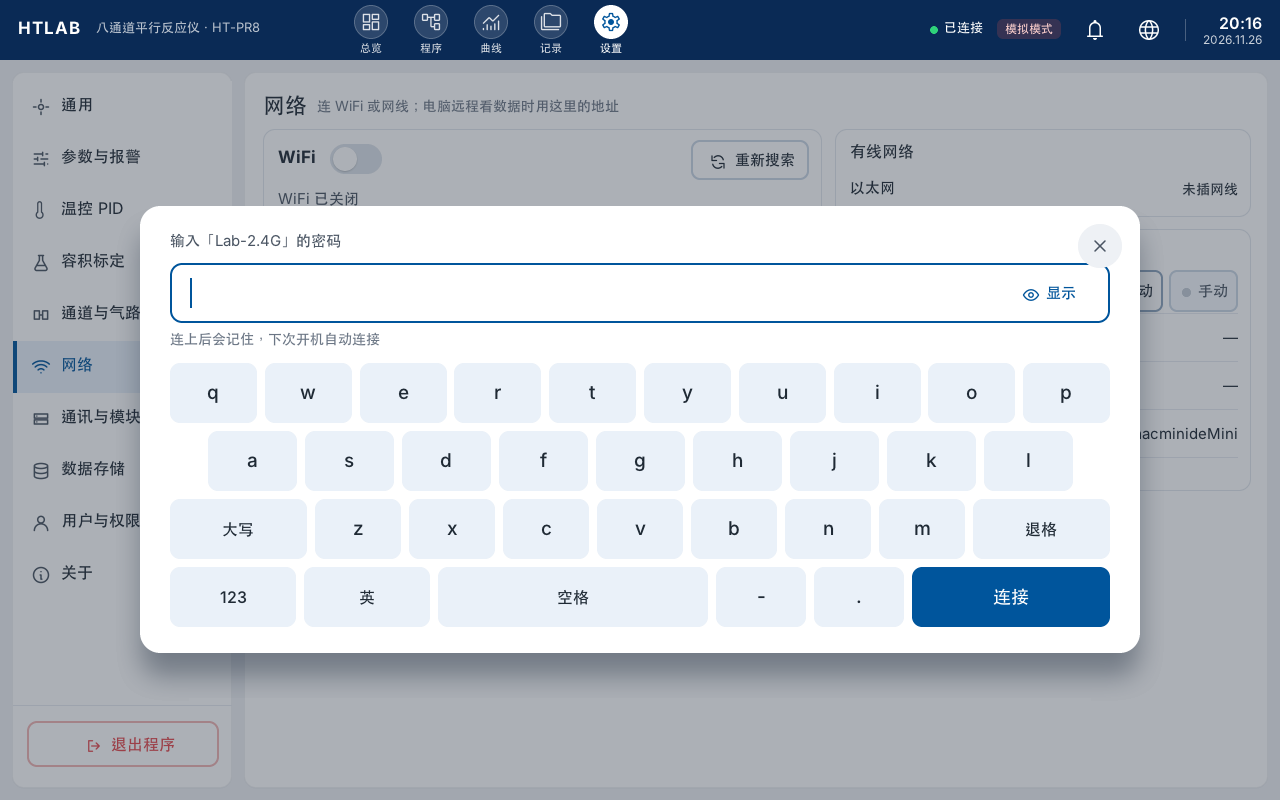 HTLAB 八通道平行反应仪 · HT-PR8
总览 程序 曲线 记录 设置
已连接 模拟模式 20:16
2026.11.26
通用
参数与报警
温控 PID
容积标定
通道与气路
网络
通讯与模块
数据存储
用户与权限
关于
退出程序
网络 连 WiFi 或网线；电脑远程看数据时用这里的地址
WiFi 重新搜索
WiFi 已关闭
有线网络
以太网 未插网线
动 手动
—
—
acminideMini
输入「Lab-2.4G」的密码
显示
连上后会记住，下次开机自动连接
q w e r t y u i o p
a s d f g h j k l
大写 z x c v b n m 退格
123 英 空格 - . 连接